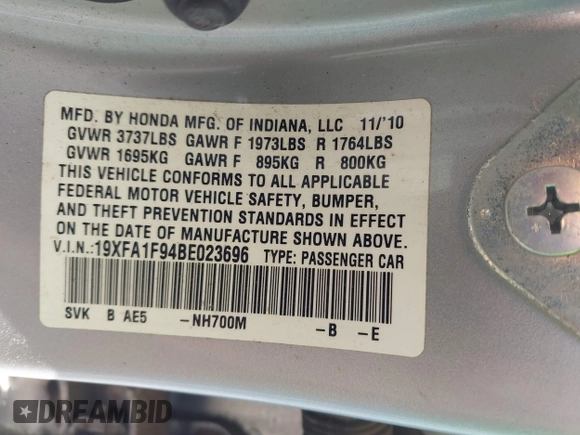 MFD. BY HONDA MFG. OF INDIANA, LLC 11/'10
GVWR 3737LBS GAWR F 1973LBS R 1764LBS
GVWR 1695KG GAWR F 895KG R 800KG
THIS VEHICLE CONFORMS TO ALL APPLICABLE
FEDERAL MOTOR VEHICLE SAFETY, BUMPER,
AND THEFT PREVENTION STANDARDS IN EFFECT
ON THE DATE OF MANUFACTURE SHOWN ABOVE.
V.I.N.:19XFA1F94BE023696 TYPE: PASSENGER CAR
SVK B AE5 -NH700M -B -E
DREAMBID